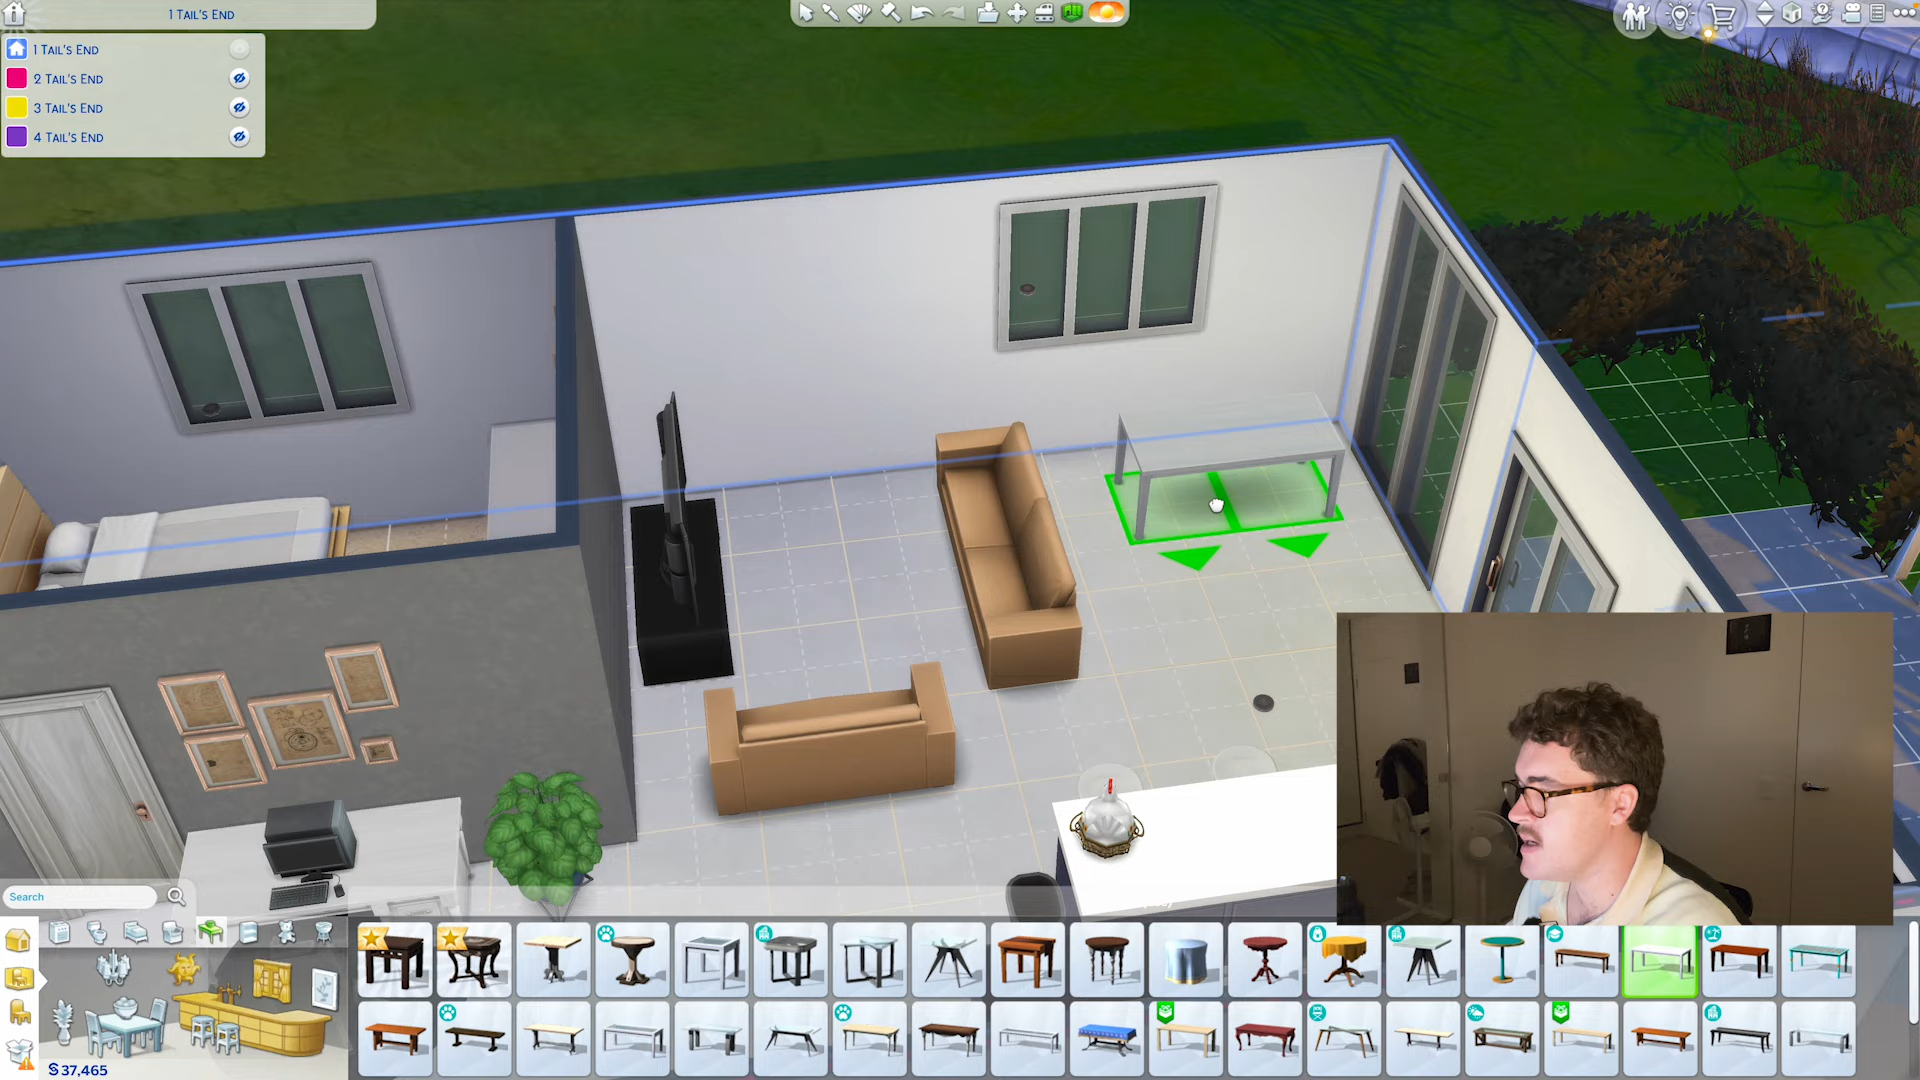 1 Tail's End
1 Tail's End
2 Tail's End
3 Tail's End
4 Tail's End
Search
§37,465